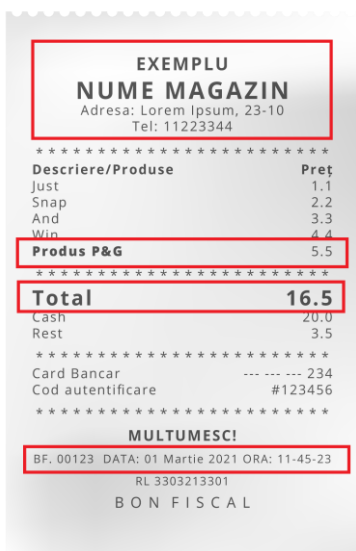 EXEMPLU
NUME MAGAZIN
Adresa: Lorem Ipsum, 23-10
Tel: 11223344
* * * * * * * * * * * * * * * * * * * * * * * *
Descriere/Produse Preț
Just 1.1
Snap 2.2
And 3.3
Win 4.4
Produs P&G 5.5
* * * * * * * * * * * * * * * * * * * * * * * *
Total 16.5
Cash 20.0
Rest 3.5
* * * * * * * * * * * * * * * * * * * * * * * *
Card Bancar --- --- --- 234
Cod autentificare #123456
* * * * * * * * * * * * * * * * * * * * * * * *
MULTUMESC!
BF. 00123 DATA: 01 Martie 2021 ORA: 11-45-23
RL 3303213301
BON FISCAL